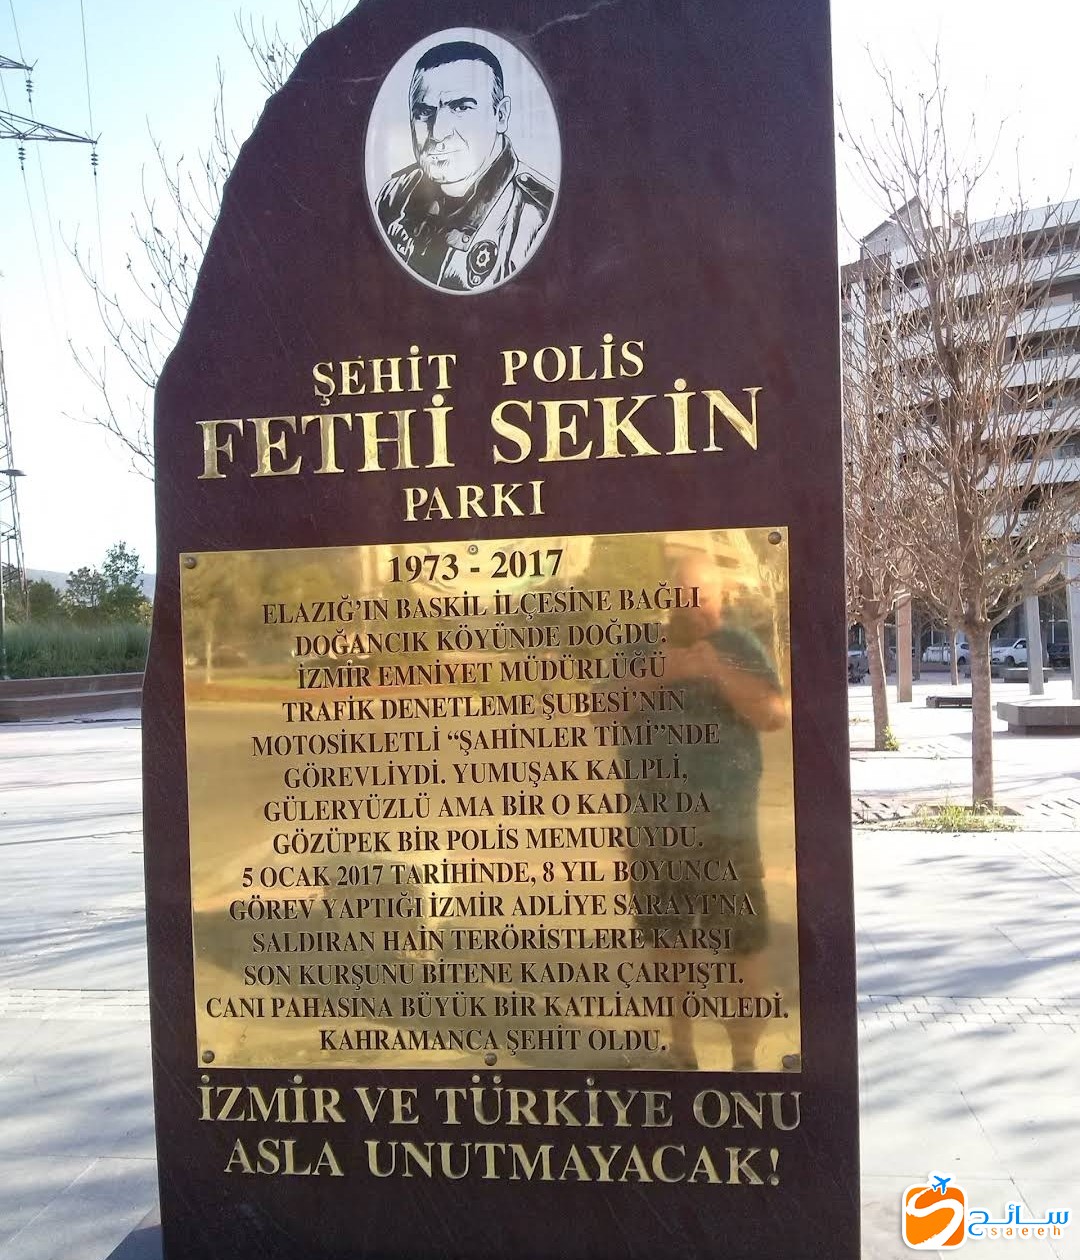 ŞEHİT POLİS
FETHİ SEKİN
PARKI
1973 - 2017
ELAZIĞ'IN BASKİL İLÇESİNE BAĞLI
DOĞANCIK KÖYÜNDE DOĞDU.
İZMİR EMNİYET MÜDÜRLÜĞÜ
TRAFİK DENETLEME ŞUBESİ'NİN
MOTOSİKLETLİ “ŞAHİNLER TİMİ”NDE
GÖREVLİYDİ. YUMUŞAK KALPLİ,
GÜLERYÜZLÜ AMA BİR O KADAR DA
GÖZÜPEK BİR POLİS MEMURUYDU.
5 OCAK 2017 TARİHİNDE, 8 YIL BOYUNCA
GÖREV YAPTIĞI İZMİR ADLİYE SARAYI'NA
SALDIRAN HAİN TERÖRİSTLERE KARŞI
SON KURŞUNU BİTENE KADAR ÇARPIŞTI.
CANI PAHASINA BÜYÜK BİR KATLİAMI ÖNLEDİ.
KAHRAMANCA ŞEHİT OLDU.
İZMİR VE TÜRKİYE ONU
ASLA UNUTMAYACAK!
سائح
saeeh